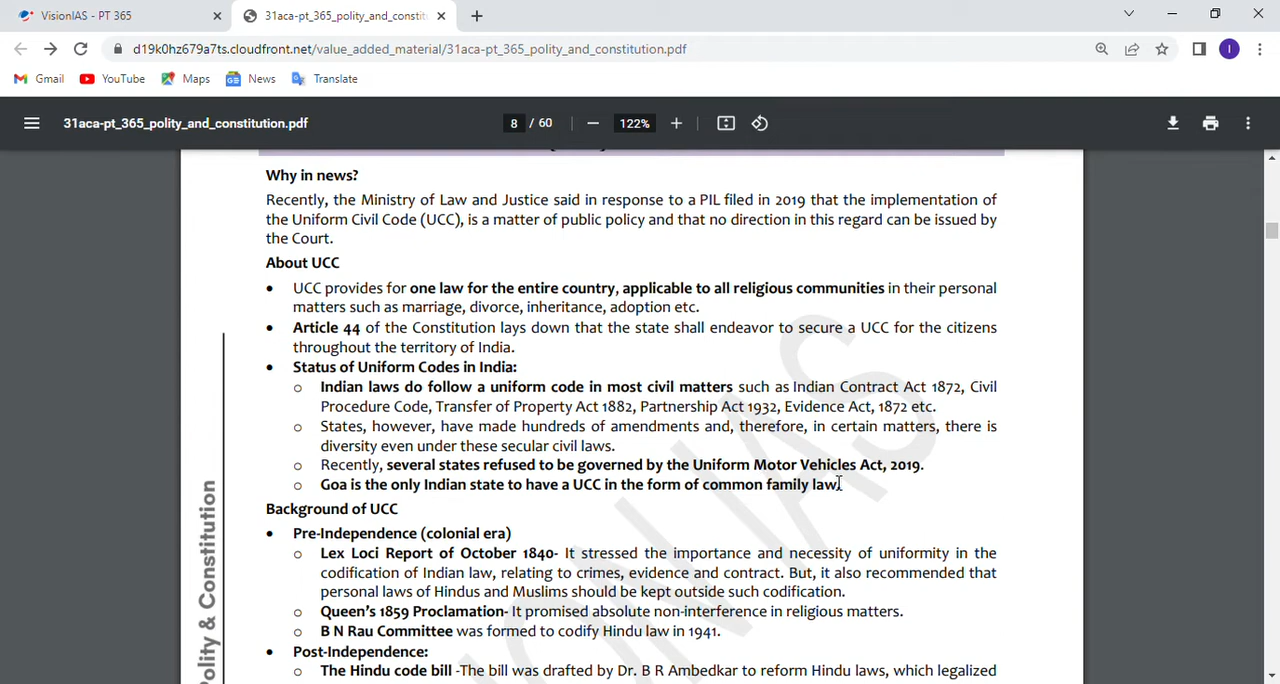 VisionIAS - PT 365
31aca-pt_365_polity_and_constit
d19k0hz679a7ts.cloudfront.net/value_added_material/31aca-pt_365_polity_and_constitution.pdf
I
Gmail YouTube Maps News Translate
31aca-pt_365_polity_and_constitution.pdf 8 / 60 122%
Why in news?
Recently, the Ministry of Law and Justice said in response to a PIL filed in 2019 that the implementation of
the Uniform Civil Code (UCC), is a matter of public policy and that no direction in this regard can be issued by
the Court.
About UCC
• UCC provides for one law for the entire country, applicable to all religious communities in their personal
matters such as marriage, divorce, inheritance, adoption etc.
• Article 44 of the Constitution lays down that the state shall endeavor to secure a UCC for the citizens
throughout the territory of India.
• Status of Uniform Codes in India:
o Indian laws do follow a uniform code in most civil matters such as Indian Contract Act 1872, Civil
Procedure Code, Transfer of Property Act 1882, Partnership Act 1932, Evidence Act, 1872 etc.
o States, however, have made hundreds of amendments and, therefore, in certain matters, there is
diversity even under these secular civil laws.
o Recently, several states refused to be governed by the Uniform Motor Vehicles Act, 2019.
o Goa is the only Indian state to have a UCC in the form of common family law.
Background of UCC
• Pre-Independence (colonial era)
o Lex Loci Report of October 1840- It stressed the importance and necessity of uniformity in the
codification of Indian law, relating to crimes, evidence and contract. But, it also recommended that
personal laws of Hindus and Muslims should be kept outside such codification.
o Queen's 1859 Proclamation- It promised absolute non-interference in religious matters.
o B N Rau Committee was formed to codify Hindu law in 1941.
• Post-Independence:
o The Hindu code bill -The bill was drafted by Dr. B R Ambedkar to reform Hindu laws, which legalized
& Constitution